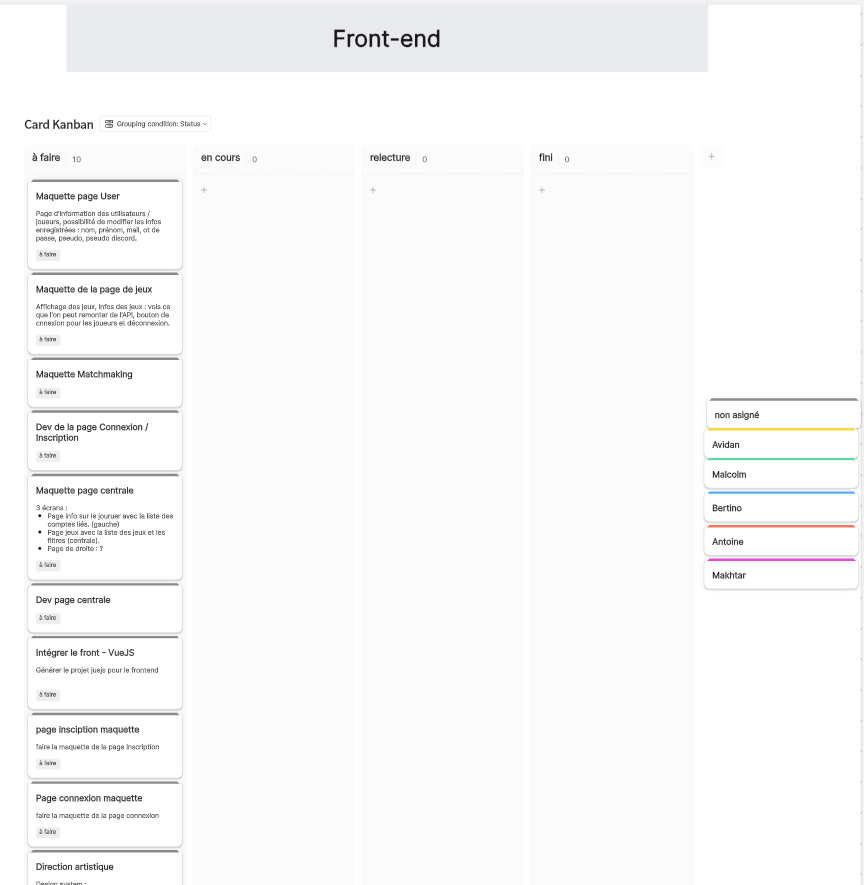 Front-end
Card Kanban
Grouping condition: Status
à faire 10
en cours 0
relecture 0
fini 0
+
+
+
+
Maquette page User
Page d'information des utilisateurs /
joueurs, possibilité de modifier les infos
enregistrées : nom, prénom, mail, ot de
passe, pseudo, pseudo discord.
à faire
Maquette de la page de jeux
Affichage des jeux, infos des jeux : vois ce
que l'on peut remonter de l'API, bouton de
cnnexion pour les joueurs et déconnexion.
à faire
Maquette Matchmaking
à faire
Dev de la page Connexion /
Inscription
à faire
Maquette page centrale
3 écrans :
• Page info sur le jouruer avec la liste des
comptes liés. (gauche)
• Page jeux avec la liste des jeux et les
filtres (centrale).
• Page de droite : ?
à faire
Dev page centrale
à faire
Intégrer le front - VueJS
Générer le projet juejs pour le frontend
à faire
page insciption maquette
faire la maquette de la page inscription
à faire
Page connexion maquette
faire la maquette de la page connexion
à faire
Direction artistique
Design system :
non asigné
Avidan
Malcolm
Bertino
Antoine
Makhtar